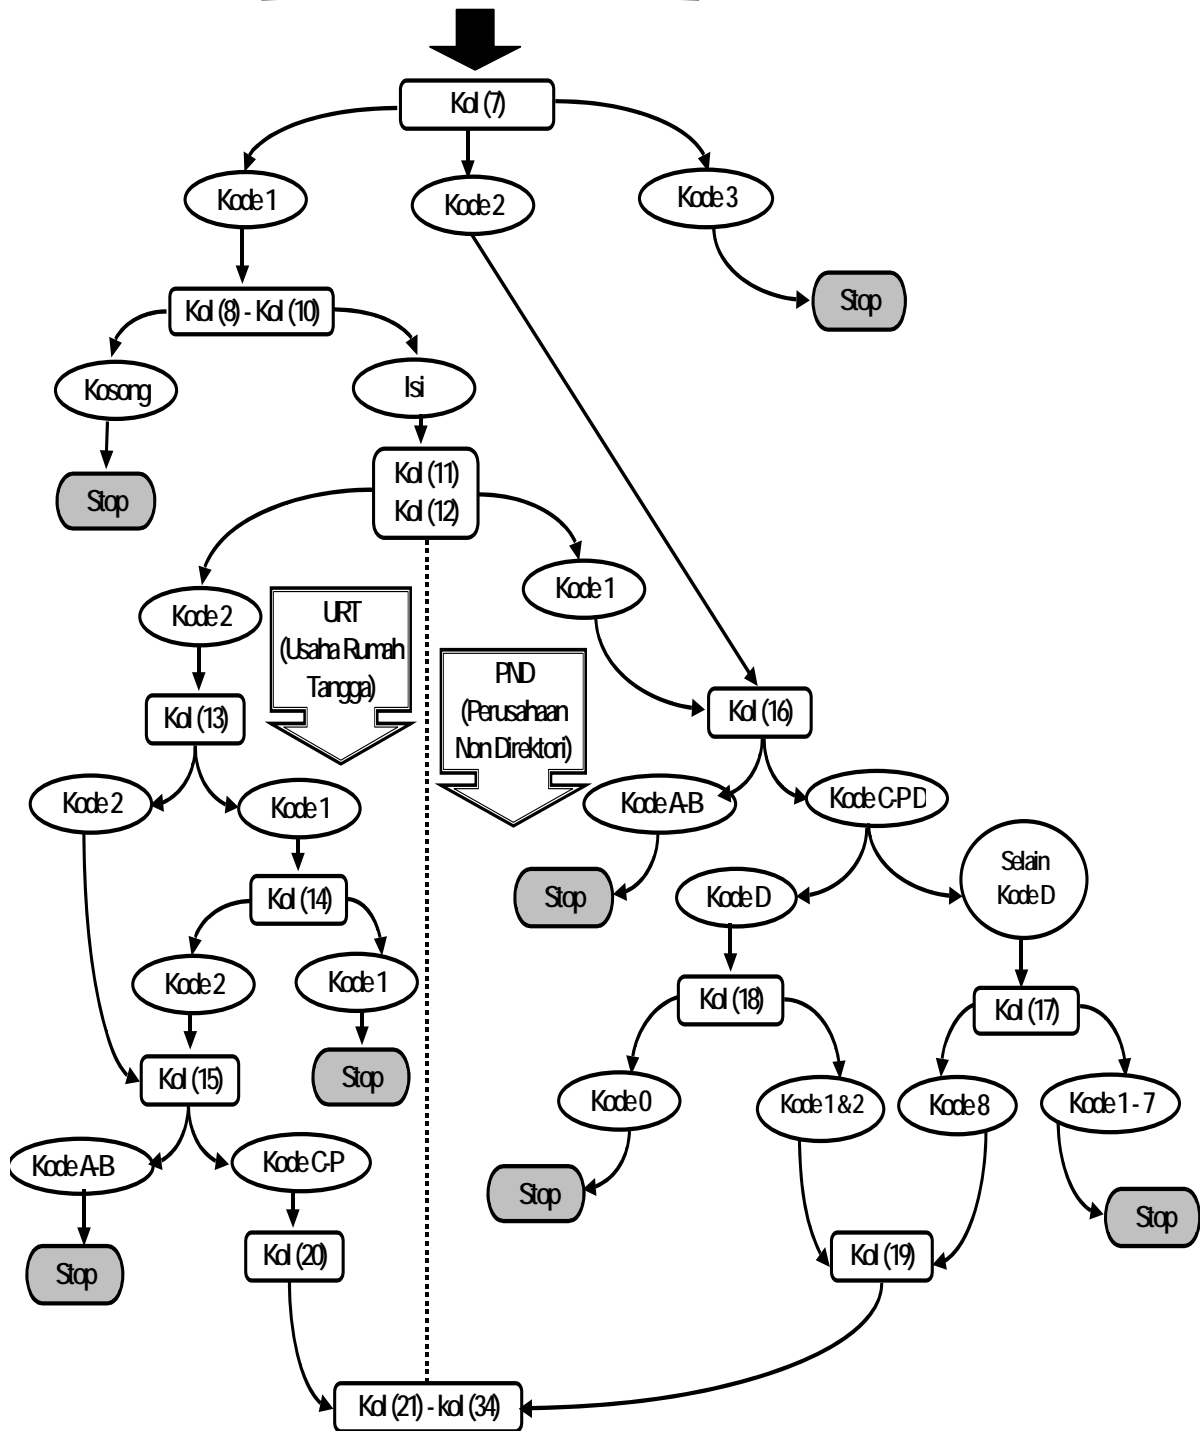 Kol (7)
Kode 1
Kode 2
Kode 3
Stop
Kol (8) - Kol (10)
Kosong
Isi
Stop
Kol (11)
Kol (12)
Kode 2
URT
(Usaha Rumah
Tangga)
Kode 1
PND
(Perusahaan
Non Direktori)
Kol (13)
Kol (16)
Kode 2
Kode 1
Kode A-B
Kode C-P D
Selain
Kode D
Kol (14)
Stop
Kode D
Kode 2
Kode 1
Kol (18)
Kol (17)
Kol (15)
Stop
Kode 0
Kode 1 & 2
Kode 8
Kode 1 - 7
Kode A-B
Kode C-P
Stop
Stop
Kol (20)
Kol (19)
Stop
Kol (21) - kol (34)